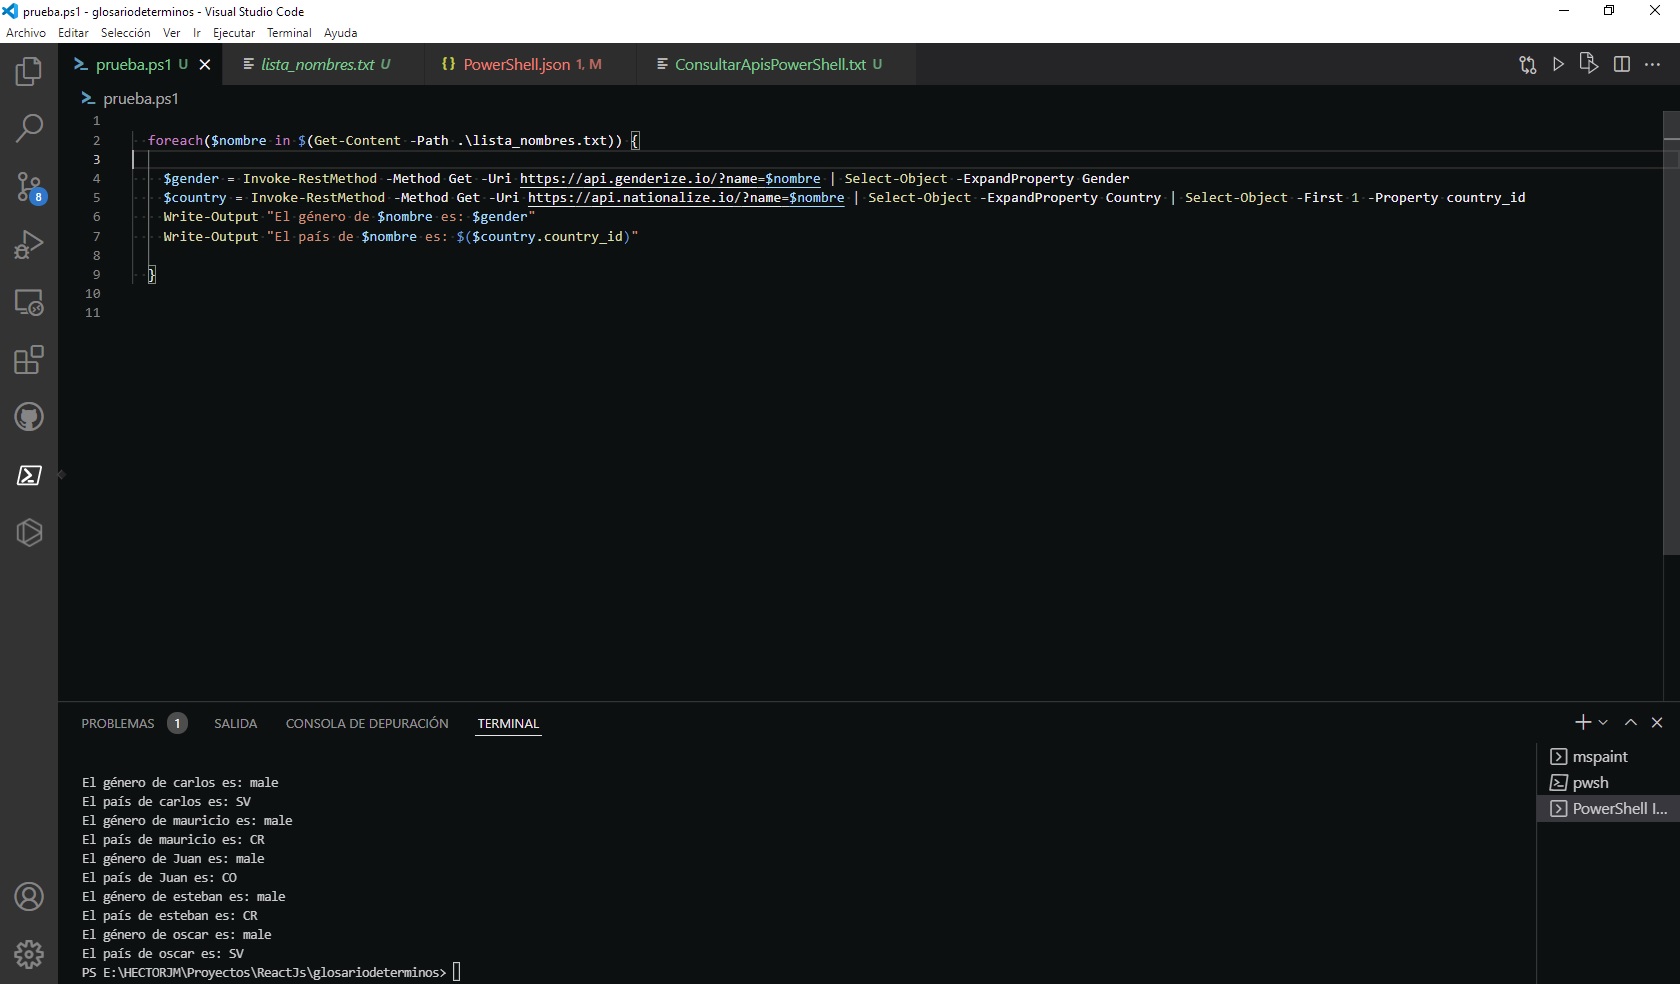 prueba.ps1 - glosariodeterminos - Visual Studio Code
Archivo Editar Selección Ver Ir Ejecutar Terminal Ayuda
prueba.ps1 U lista_nombres.txt U PowerShell.json 1, M ConsultarApisPowerShell.txt U
prueba.ps1
1
2 foreach($nombre in $(Get-Content -Path .\lista_nombres.txt)) {
3
4 $gender = Invoke-RestMethod -Method Get -Uri https://api.genderize.io/?name=$nombre | Select-Object -ExpandProperty Gender
5 $country = Invoke-RestMethod -Method Get -Uri https://api.nationalize.io/?name=$nombre | Select-Object -ExpandProperty Country | Select-Object -First 1 -Property country_id
6 Write-Output "El género de $nombre es: $gender"
7 Write-Output "El país de $nombre es: $($country.country_id)"
8
9 }
10
11
8
PROBLEMAS 1 SALIDA CONSOLA DE DEPURACIÓN TERMINAL
El género de carlos es: male
El país de carlos es: SV
El género de mauricio es: male
El país de mauricio es: CR
El género de Juan es: male
El país de Juan es: CO
El género de esteban es: male
El país de esteban es: CR
El género de oscar es: male
El país de oscar es: SV
PS E:\HECTORJM\Proyectos\ReactJs\glosariodeterminos>
mspaint
pwsh
PowerShell I...